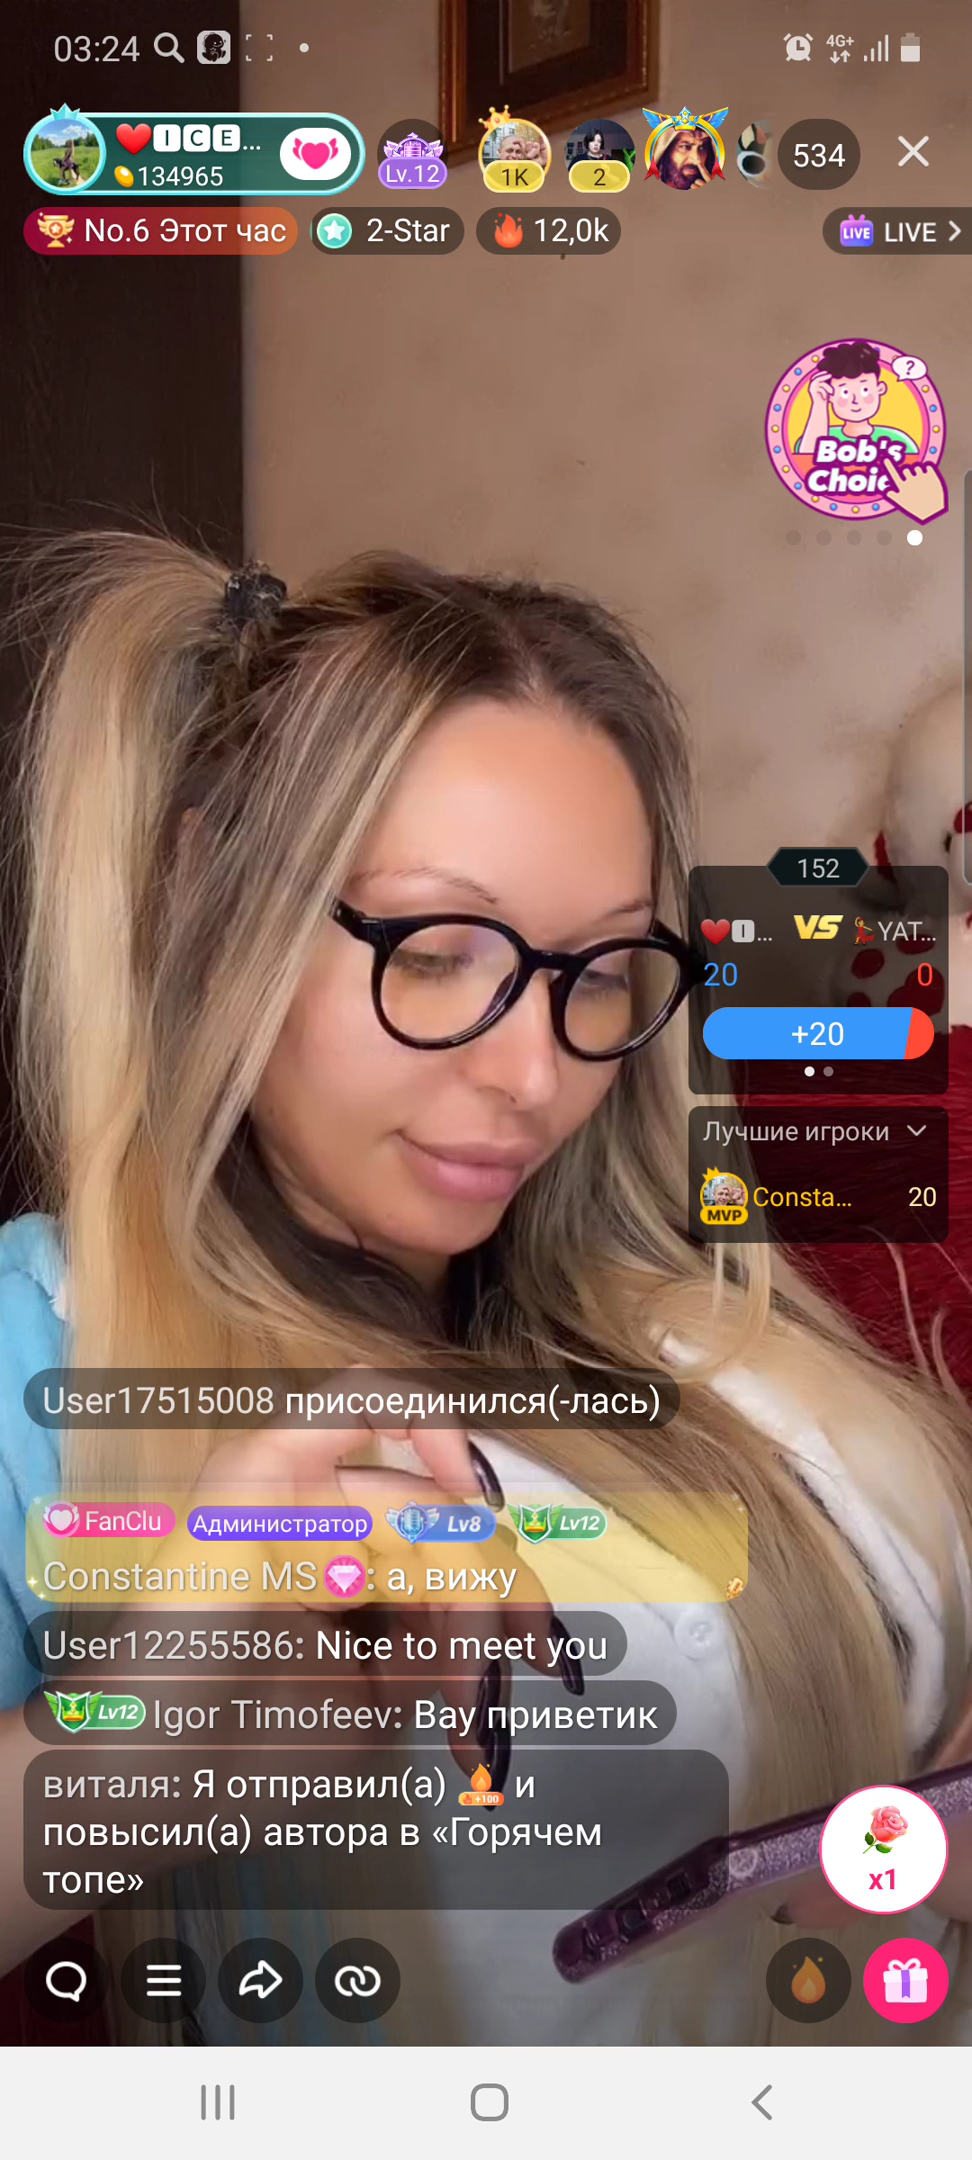 03:24
4G+
❤️ICE...
134965
Lv.12
1K
2
534
No.6 Этот час
2-Star
12,0k
LIVE
LIVE
?
Bob's
152
❤️I...
VS
💃YAT...
20
0
+20
Лучшие игроки
MVP
Consta...
20
User17515008 присоединился(-лась)
FanClu
Администратор
Lv8
Lv12
Constantine MS💎: а, вижу
User12255586: Nice to meet you
Lv12 Igor Timofeev: Вау приветик
виталя: Я отправил(а) +100 и
повысил(а) автора в «Горячем
топе»
x1